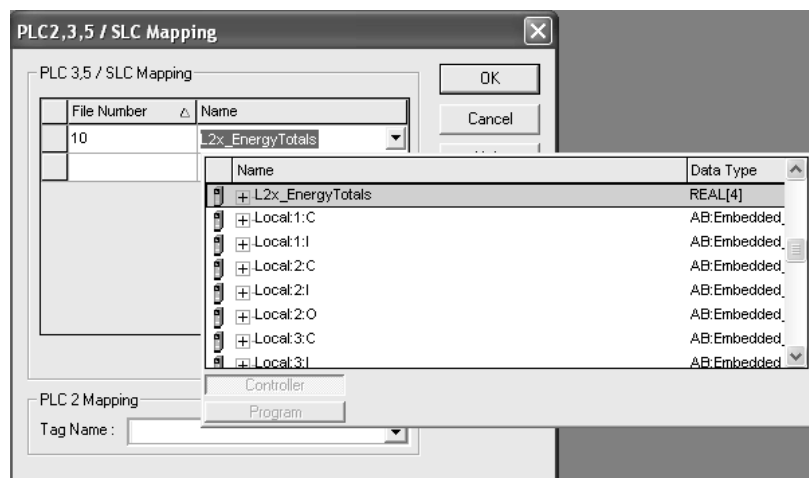 PLC2,3,5 / SLC Mapping
PLC 3,5 / SLC Mapping
OK
File Number Name
Cancel
10 L2x_EnergyTotals
Name Data Type
L2x_EnergyTotals REAL[4]
Local:1:C AB:Embedded_
Local:1:I AB:Embedded_
Local:2:C AB:Embedded_
Local:2:I AB:Embedded_
Local:2:O AB:Embedded_
Local:3:C AB:Embedded_
Local:3:I AB:Embedded_
Controller
PLC 2 Mapping
Program
Tag Name :